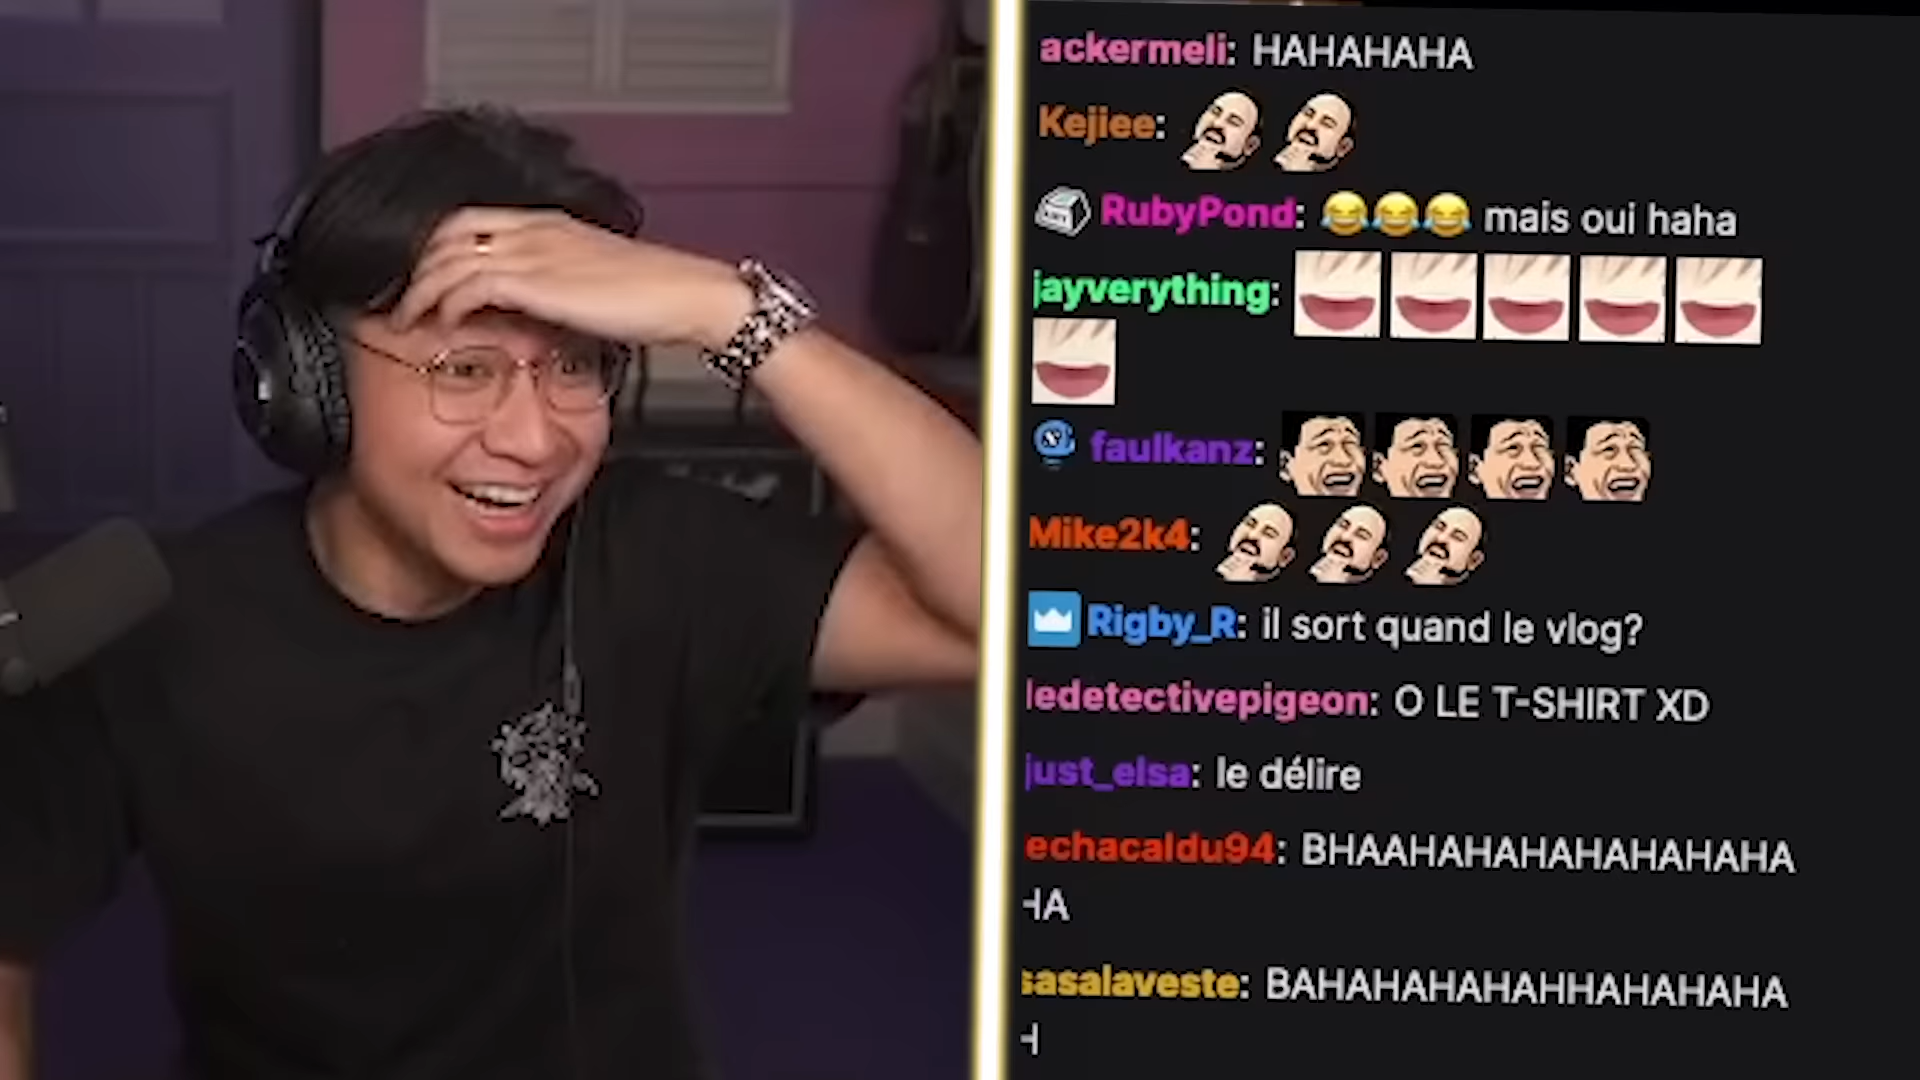 ackermeli: HAHAHAHA
Kejiee:
RubyPond: 😂😂😂 mais oui haha
jayverything:
faulkanz:
Mike2k4:
Rigby_R: il sort quand le vlog?
ledetectivepigeon: O LE T-SHIRT XD
just_elsa: le délire
echacaldu94: BHAAHAHAHAHAHAHAHA
HA
sasalaveste: BAHAHAHAHAHHAHAHAHA
H